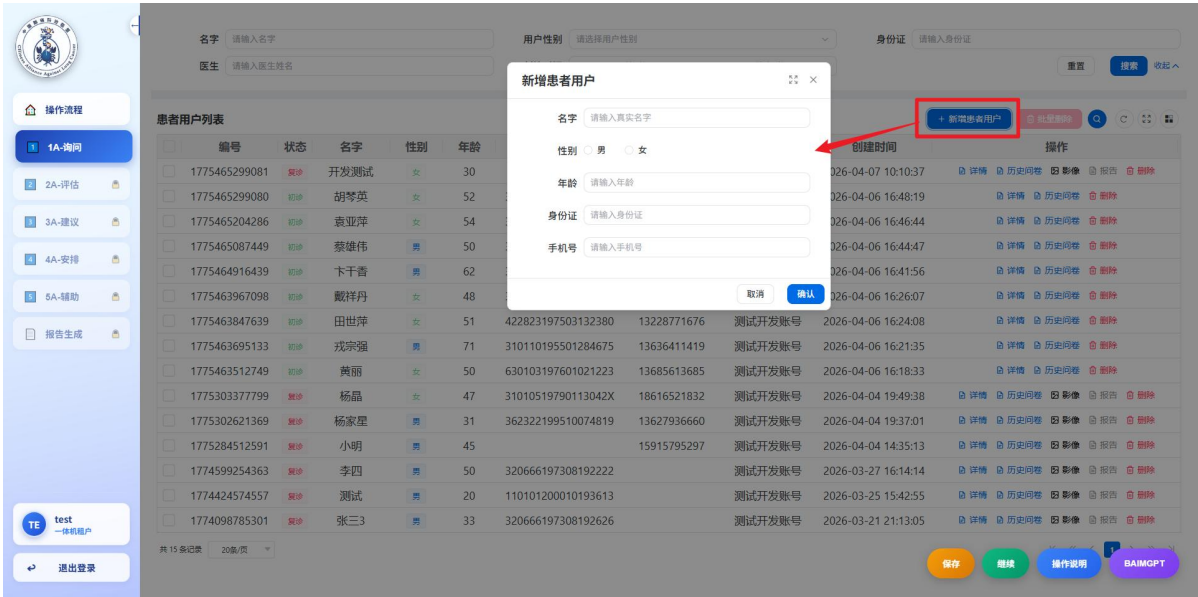 名字 请输入名字 用户性别 请选择用户性别 身份证 请输入身份证
医生 请输入医生姓名 重置 搜索 收起
操作流程
1A-询问
2A-评估
3A-建议
4A-安排
5A-辅助
报告生成
TE test
一体机租户
退出登录
新增患者用户
名字 请输入真实名字
性别 男 女
年龄 请输入年龄
身份证 请输入身份证
手机号 请输入手机号
取消 确认
患者用户列表 + 新增患者用户 批量删除
编号 状态 名字 性别 年龄 创建时间 操作
1775465299081 复诊 开发测试 女 30 026-04-07 10:10:37 详情 历史问卷 影像 报告 删除
1775465299080 初诊 胡琴英 女 52 026-04-06 16:48:19 详情 历史问卷 删除
1775465204286 初诊 袁亚萍 女 54 026-04-06 16:46:44 详情 历史问卷 删除
1775465087449 初诊 蔡雄伟 男 50 026-04-06 16:44:47 详情 历史问卷 删除
1775464916439 初诊 卞千香 男 62 026-04-06 16:41:56 详情 历史问卷 删除
1775463967098 初诊 戴祥丹 女 48 026-04-06 16:26:07 详情 历史问卷 删除
1775463847639 初诊 田世萍 女 51 422823197503132380 13228771676 测试开发账号 2026-04-06 16:24:08 详情 历史问卷 删除
1775463695133 初诊 戎宗强 男 71 310110195501284675 13636411419 测试开发账号 2026-04-06 16:21:35 详情 历史问卷 删除
1775463512749 初诊 黄丽 女 50 630103197601021223 13685613685 测试开发账号 2026-04-06 16:18:33 详情 历史问卷 删除
1775303377799 复诊 杨晶 女 47 31010519790113042X 18616521832 测试开发账号 2026-04-04 19:49:38 详情 历史问卷 影像 报告 删除
1775302621369 复诊 杨家星 男 31 362322199510074819 13627936660 测试开发账号 2026-04-04 19:37:01 详情 历史问卷 影像 报告 删除
1775284512591 复诊 小明 男 45 15915795297 测试开发账号 2026-04-04 14:35:13 详情 历史问卷 影像 报告 删除
1774599254363 复诊 李四 男 50 320666197308192222 测试开发账号 2026-03-27 16:14:14 详情 历史问卷 影像 报告 删除
1774424574557 复诊 测试 男 20 110101200010193613 测试开发账号 2026-03-25 15:42:55 详情 历史问卷 影像 报告 删除
1774098785301 复诊 张三3 男 33 320666197308192626 测试开发账号 2026-03-21 21:13:05 详情 历史问卷 影像 报告 删除
共 15 条记录 20条/页 1
保存 继续 操作说明 BAIMGPT